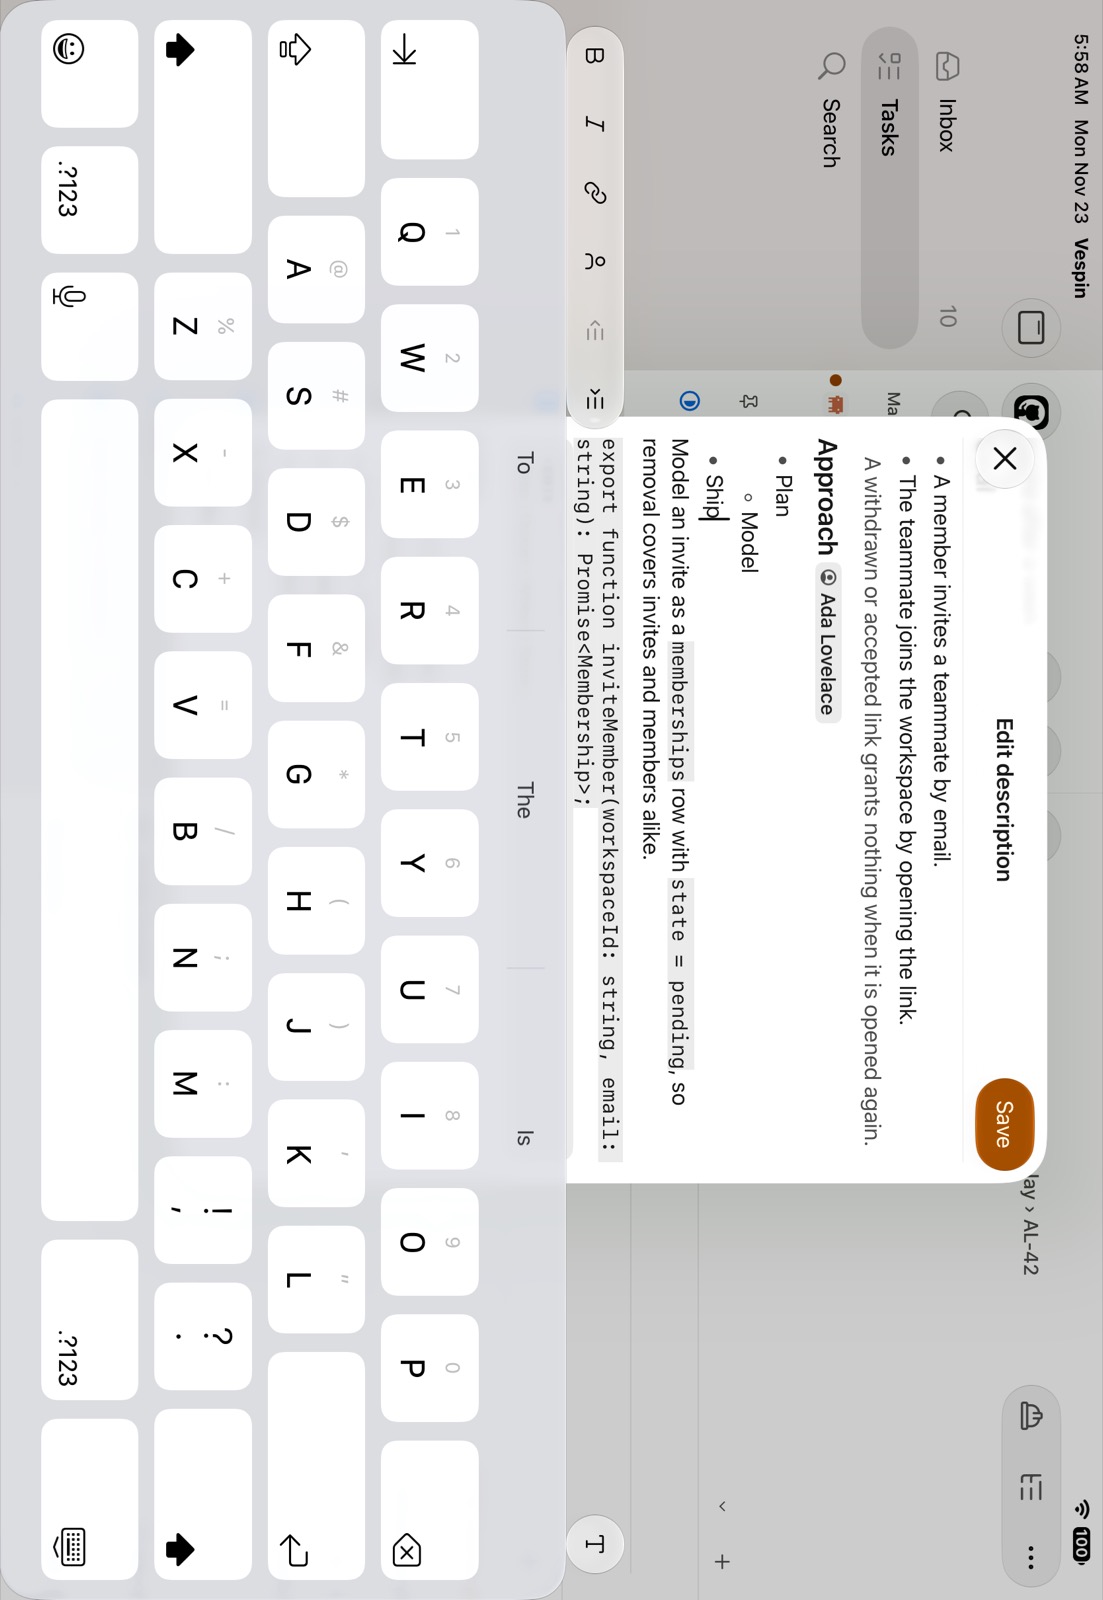 5:58 AM Mon Nov 23 Vespin
100
Inbox 10
Tasks
Search
Ma
lay › AL-42
Edit description
Save
• A member invites a teammate by email.
• The teammate joins the workspace by opening the link.
A withdrawn or accepted link grants nothing when it is opened again.
Approach Ada Lovelace
• Plan
◦ Model
• Ship
Model an invite as a memberships row with state = pending, so
removal covers invites and members alike.
export function inviteMember(workspaceId: string, email:
string): Promise<Membership>;
B I T
To The Is
1 2 3 4 5 6 7 8 9 0
Q W E R T Y U I O P
@ # $ & * ( ) ' "
A S D F G H J K L
% - + = / ; : ! ?
Z X C V B N M , .
.?123 .?123